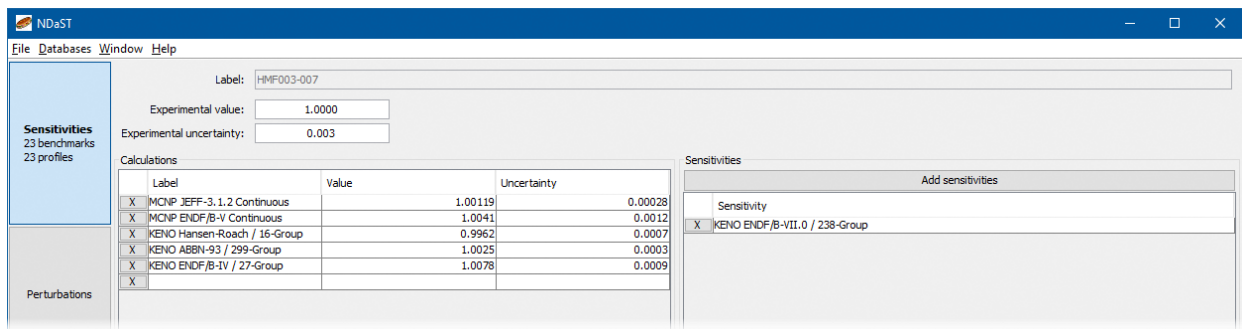 NDaST
File Databases Window Help
Label: HMF003-007
Experimental value: 1.0000
Experimental uncertainty: 0.003
Sensitivities
23 benchmarks
23 profiles
Perturbations
Calculations
Label Value Uncertainty
X MCNP JEFF-3.1.2 Continuous 1.00119 0.00028
X MCNP ENDF/B-V Continuous 1.0041 0.0012
X KENO Hansen-Roach / 16-Group 0.9962 0.0007
X KENO ABBN-93 / 299-Group 1.0025 0.0003
X KENO ENDF/B-IV / 27-Group 1.0078 0.0009
X
Sensitivities
Add sensitivities
Sensitivity
X KENO ENDF/B-VII.0 / 238-Group